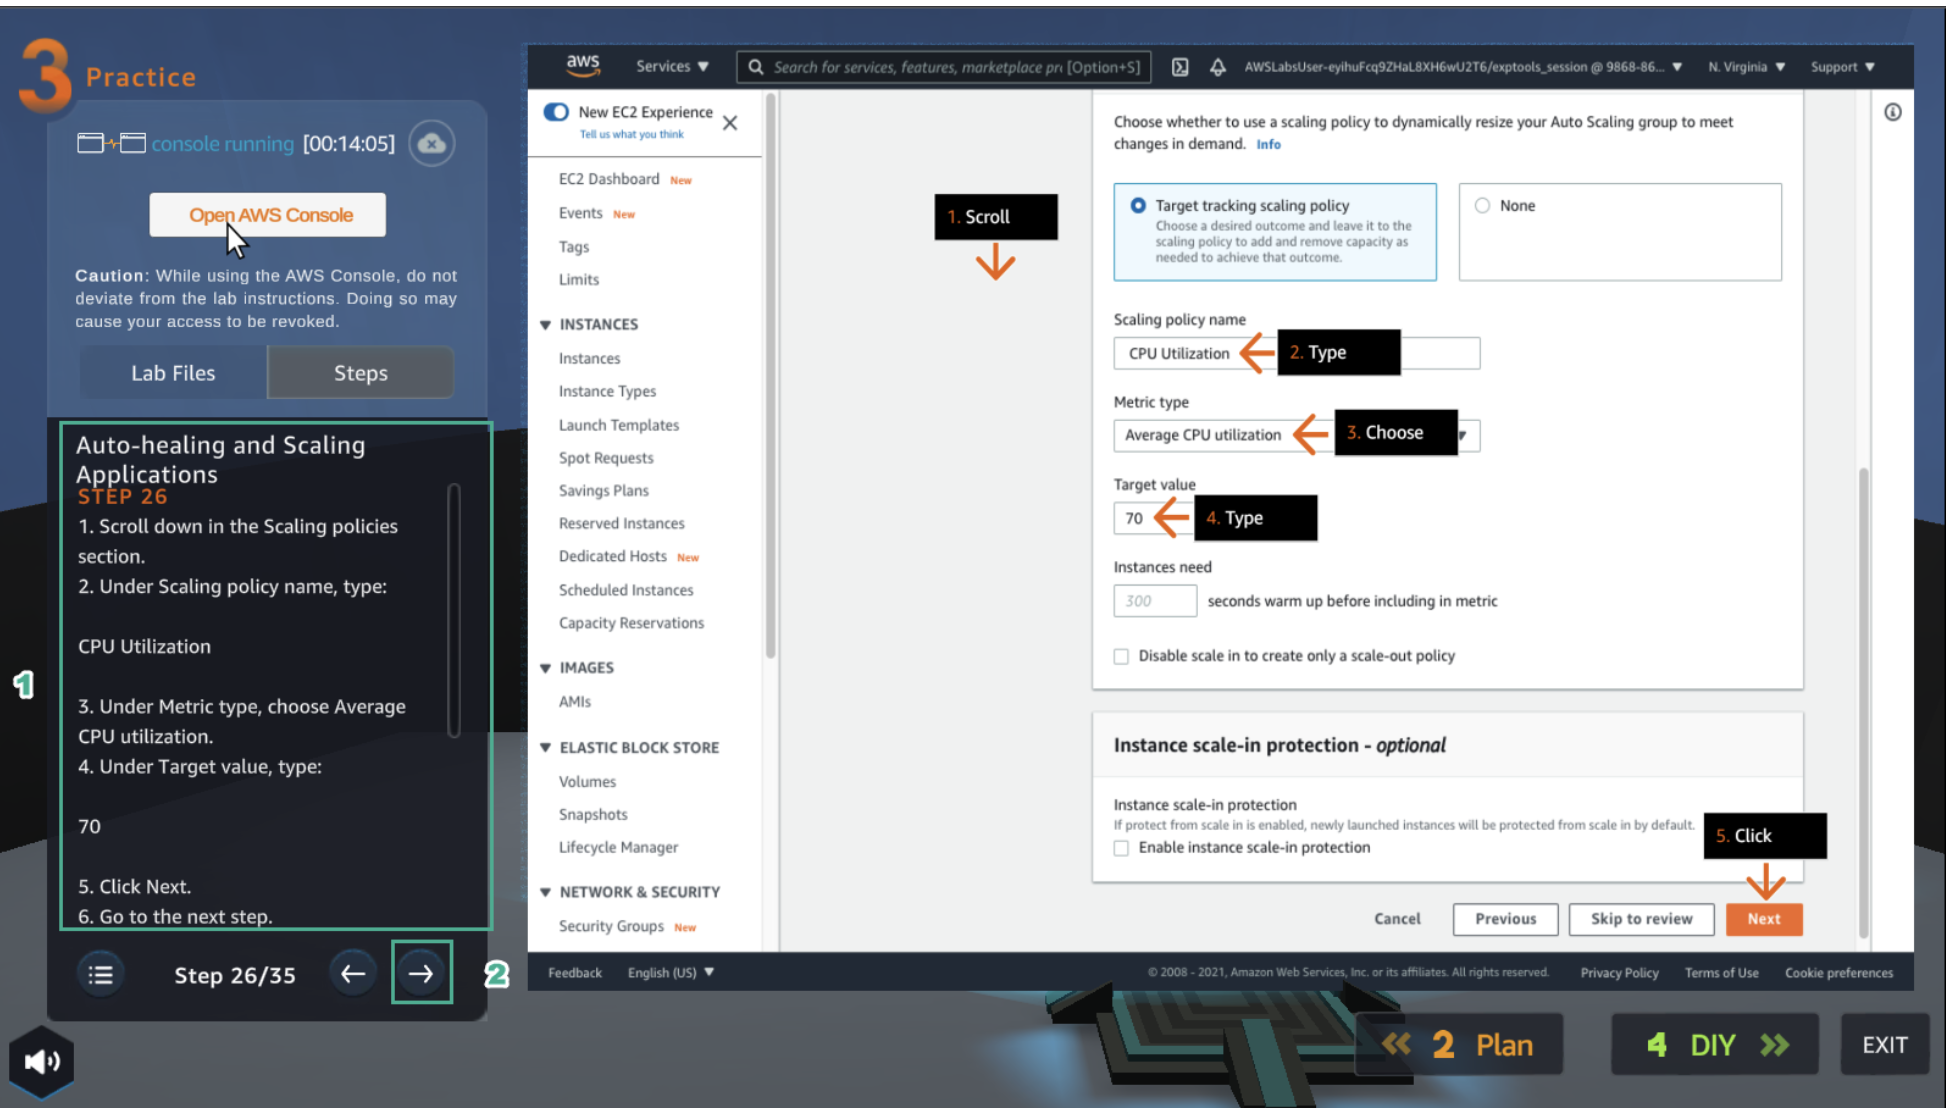 3 Practice
console running [00:14:05]
Open AWS Console
Caution: While using the AWS Console, do not
deviate from the lab instructions. Doing so may
cause your access to be revoked.
Lab Files
Steps
Auto-healing and Scaling
Applications
STEP 26
1. Scroll down in the Scaling policies
section.
2. Under Scaling policy name, type:
CPU Utilization
3. Under Metric type, choose Average
CPU utilization.
4. Under Target value, type:
70
5. Click Next.
6. Go to the next step.
1
Step 26/35
2
aws
Services
Search for services, features, marketplace pr [Option+S]
AWSLabsUser-eyihuFcq9ZHaL8XH6wU2T6/exptools_session @ 9868-86...
N. Virginia
Support
New EC2 Experience
Tell us what you think
EC2 Dashboard New
Events New
Tags
Limits
INSTANCES
Instances
Instance Types
Launch Templates
Spot Requests
Savings Plans
Reserved Instances
Dedicated Hosts New
Scheduled Instances
Capacity Reservations
IMAGES
AMIs
ELASTIC BLOCK STORE
Volumes
Snapshots
Lifecycle Manager
NETWORK & SECURITY
Security Groups New
Choose whether to use a scaling policy to dynamically resize your Auto Scaling group to meet
changes in demand. Info
1. Scroll
Target tracking scaling policy
Choose a desired outcome and leave it to the
scaling policy to add and remove capacity as
needed to achieve that outcome.
None
Scaling policy name
CPU Utilization
2. Type
Metric type
Average CPU utilization
3. Choose
Target value
70
4. Type
Instances need
300 seconds warm up before including in metric
Disable scale in to create only a scale-out policy
Instance scale-in protection - optional
Instance scale-in protection
If protect from scale in is enabled, newly launched instances will be protected from scale in by default.
Enable instance scale-in protection
5. Click
Cancel
Previous
Skip to review
Next
Feedback
English (US)
© 2008 - 2021, Amazon Web Services, Inc. or its affiliates. All rights reserved.
Privacy Policy
Terms of Use
Cookie preferences
2 Plan
4 DIY
EXIT